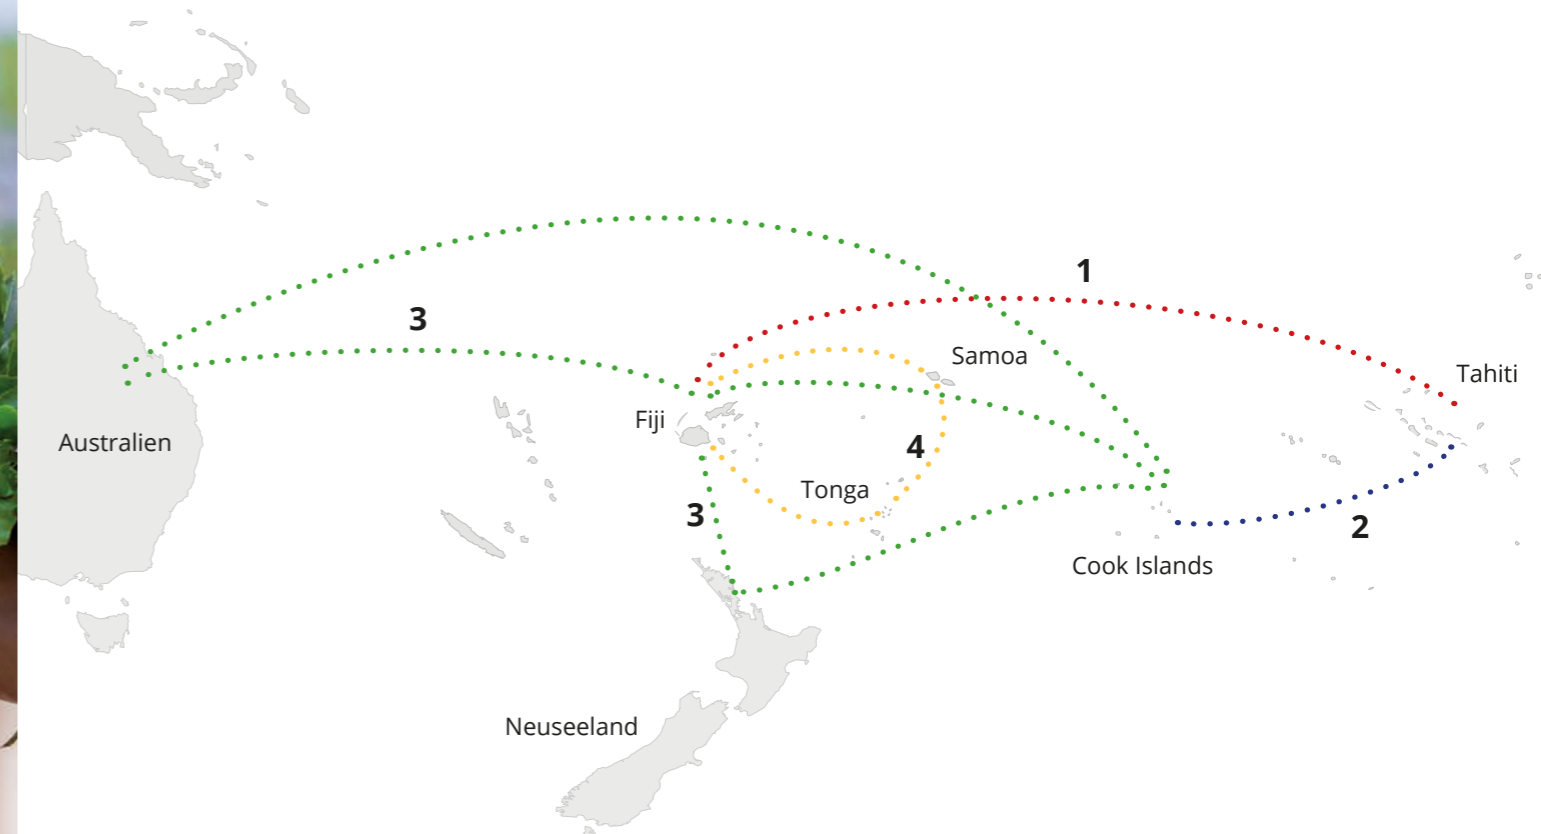 1
3
Samoa
Tahiti
Fiji
Australien
4
Tonga
3
2
Cook Islands
Neuseeland